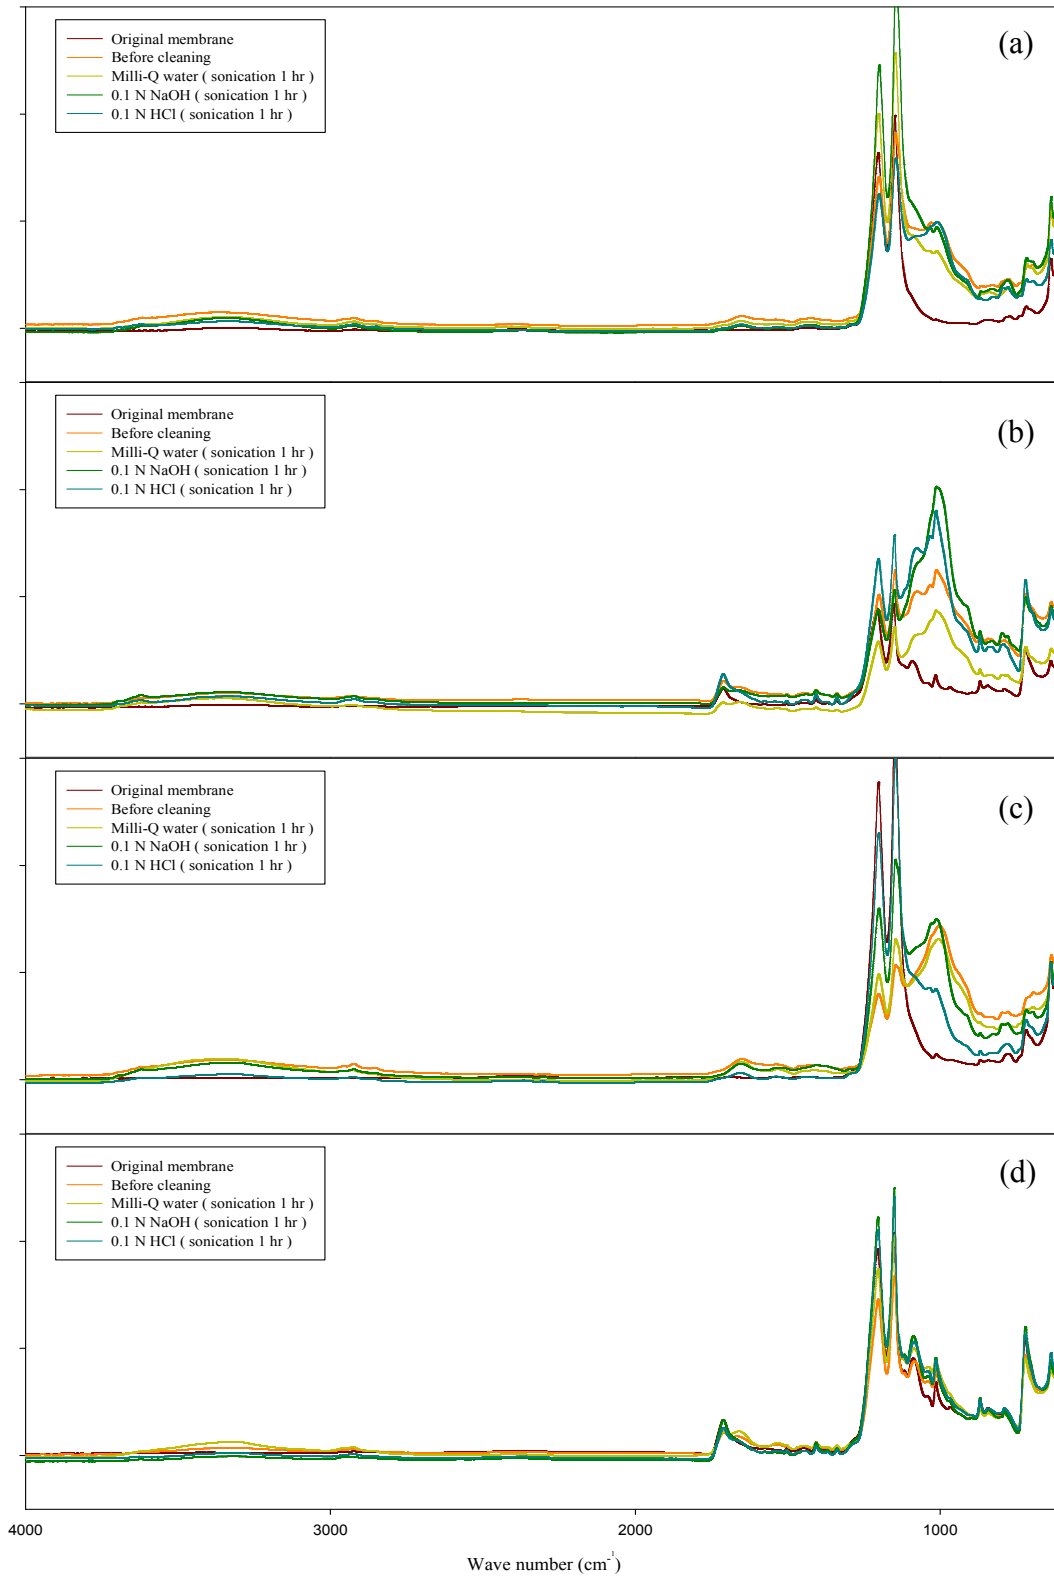 (a)
Original membrane
Before cleaning
Milli-Q water ( sonication 1 hr )
0.1 N NaOH ( sonication 1 hr )
0.1 N HCl ( sonication 1 hr )
(b)
Original membrane
Before cleaning
Milli-Q water (sonication 1 hr )
0.1 N NaOH ( sonication 1 hr )
0.1 N HCl ( sonication 1 hr )
(c)
Original membrane
Before cleaning
Milli-Q water ( sonication 1 hr )
0.1 N NaOH ( sonication 1 hr )
0.1 N HCl ( sonication 1 hr )
(d)
Original membrane
Before cleaning
Milli-Q water ( sonication 1 hr )
0.1 N NaOH ( sonication 1 hr )
0.1 N HCl ( sonication 1 hr )
4000 3000 2000 1000
Wave number (cm⁻¹)